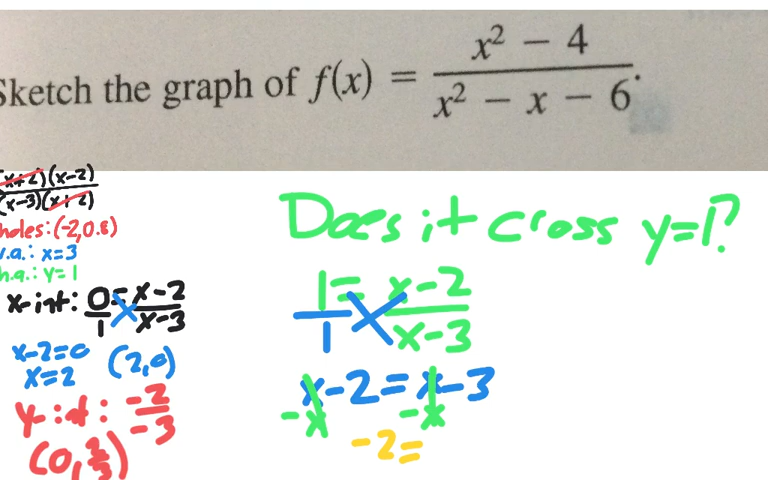 Sketch the graph of f(x) = x² − 4 / x² − x − 6.
(x+2)(x-2)
(x-3)(x+2)
holes: (-2,0.8)
v.a.: x=3
h.a.: y=1
x-int: 0/1 = x-2/x-3
x-2=0
x=2 (2,0)
y-int: -2/-3
(0, 2/3)
Does it cross y=1?
1/1 = x-2/x-3
x-2=x-3
-x -x
-2=